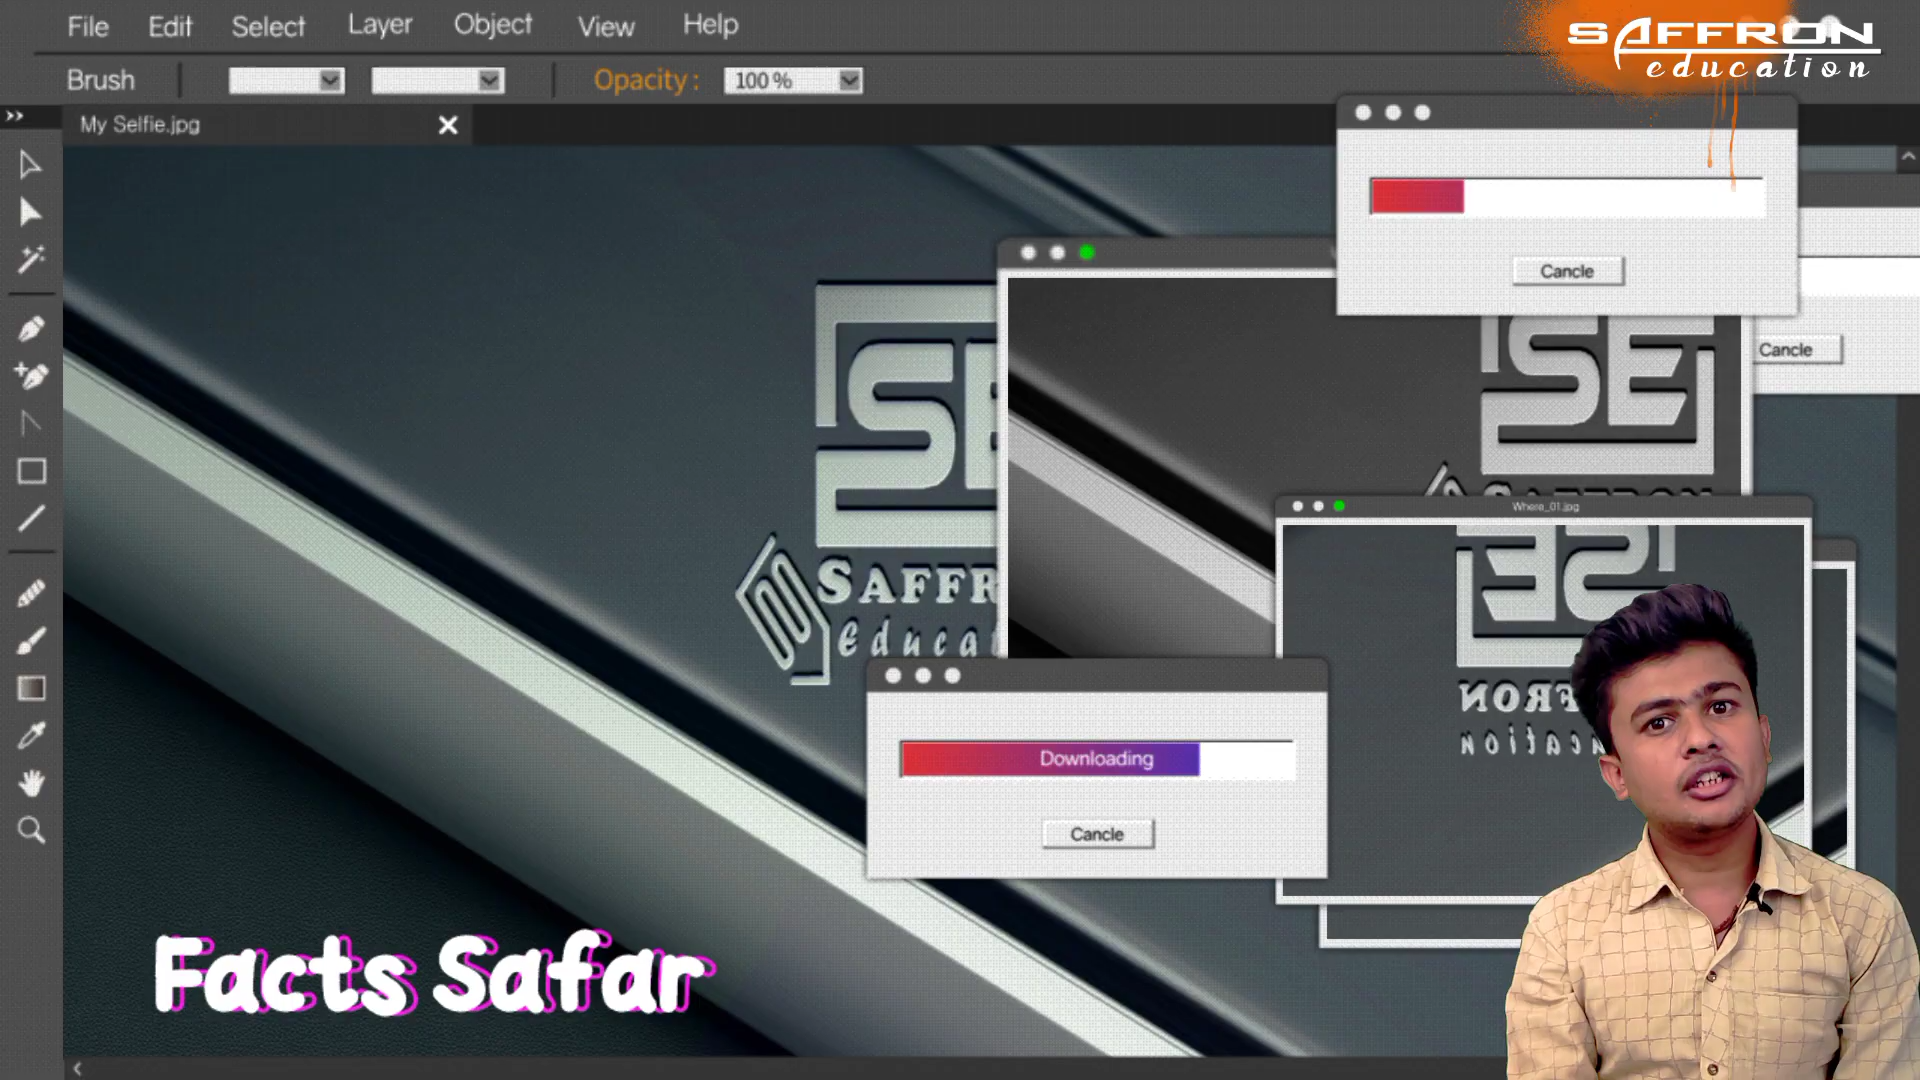 File Edit Select Layer Object View Help
SAFFRON
education
Brush Opacity : 100 %
My Selfie.jpg
Cancle
Cancle
SE
SE
Where_01.jpg
SE
SAFFR
educa
Downloading
Cancle
Facts Safar